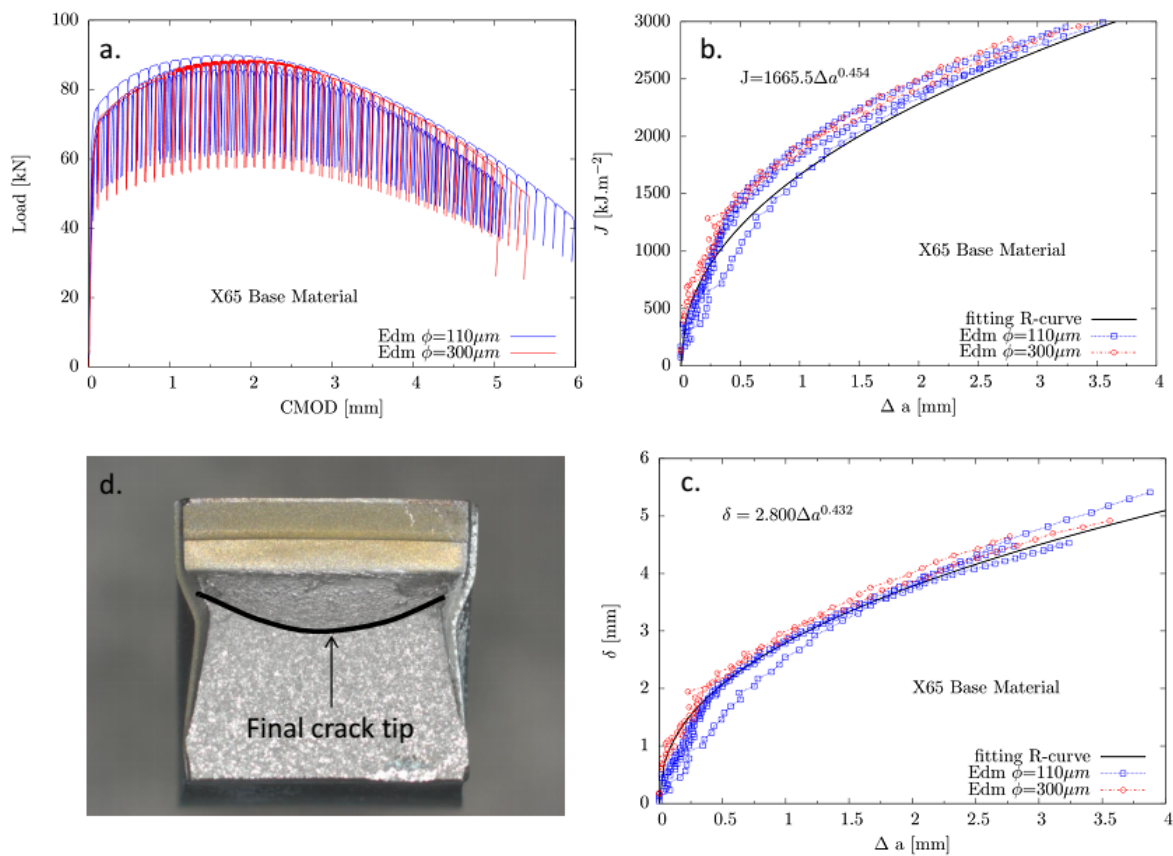 a.
100
80
60
40
20
0
Load [kN]
X65 Base Material
Edm ϕ=110μm
Edm ϕ=300μm
0 1 2 3 4 5 6
CMOD [mm]
b.
3000
2500
2000
1500
1000
500
0
J [kJ.m⁻²]
J=1665.5Δa^0.454
X65 Base Material
fitting R-curve
Edm ϕ=110μm
Edm ϕ=300μm
0 0.5 1 1.5 2 2.5 3 3.5 4
Δ a [mm]
d.
Final crack tip
c.
6
5
4
3
2
1
0
δ [mm]
δ = 2.800Δa^0.432
X65 Base Material
fitting R-curve
Edm ϕ=110μm
Edm ϕ=300μm
0 0.5 1 1.5 2 2.5 3 3.5 4
Δ a [mm]